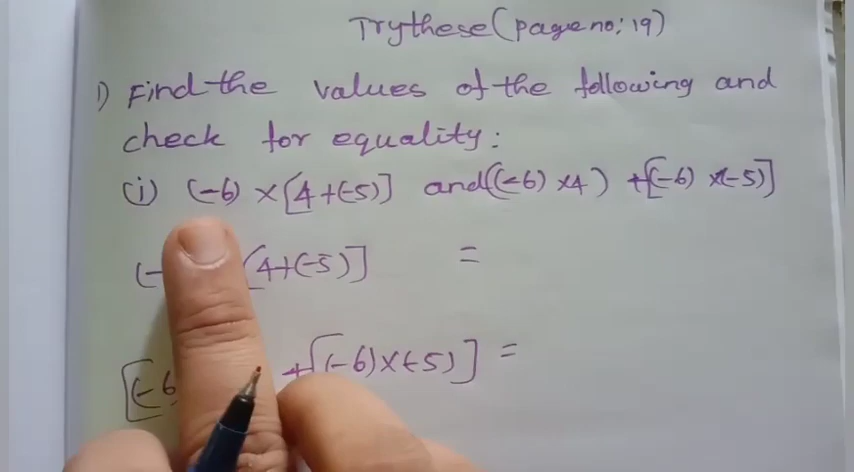 Try these (page no: 19)
1) Find the values of the following and
check for equality:
(i) (-6) × [4+(-5)] and ((-6) ×4) + [(-6) ×(-5)]
(- [4+(-5)] =
[(-6 + [(-6)×(-5)] =